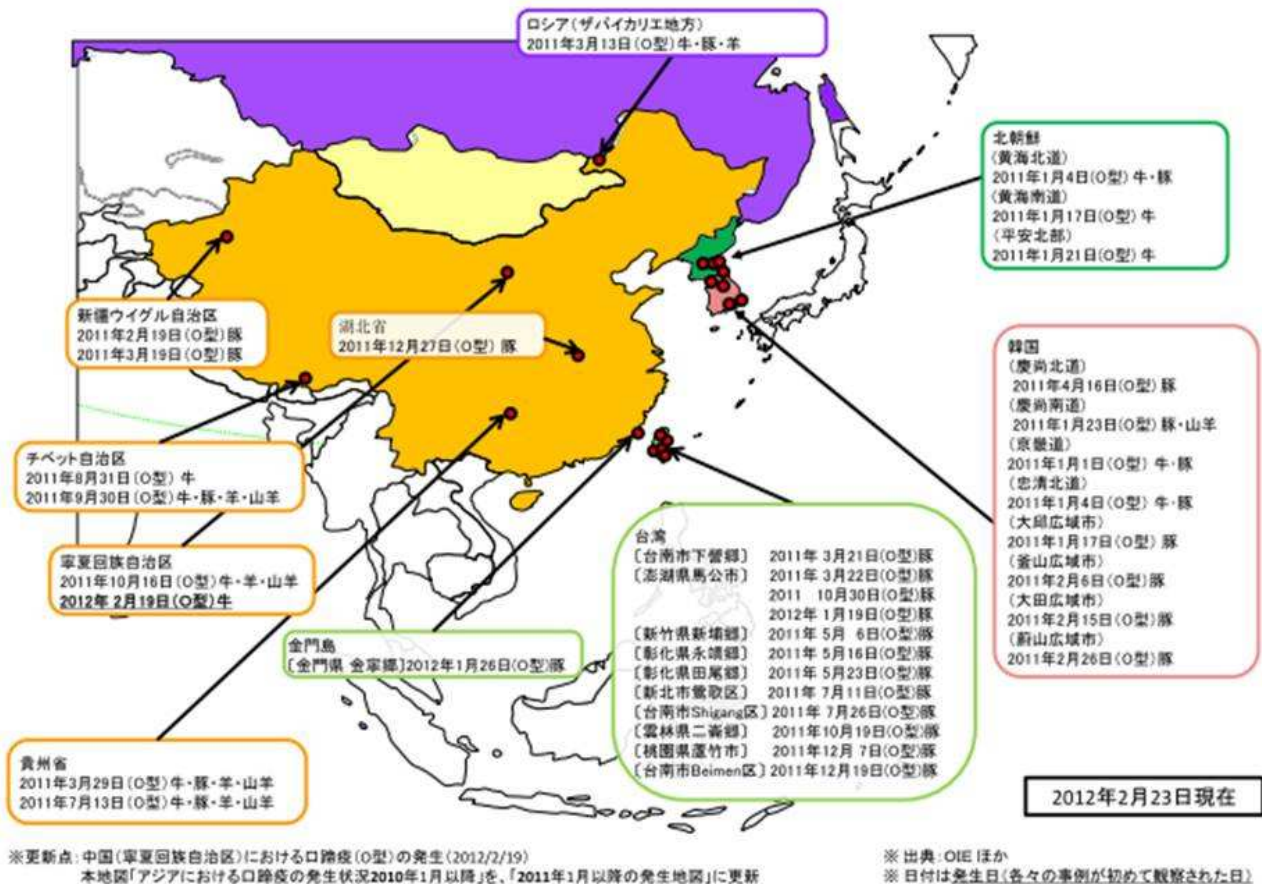 ロシア(ザバイカリエ地方)
2011年3月13日(O型)牛・豚・羊
北朝鮮
(黄海北道)
2011年1月4日(O型) 牛・豚
(黄海南道)
2011年1月17日(O型) 牛
(平安北部)
2011年1月21日(O型) 牛
新疆ウイグル自治区
2011年2月19日(O型)豚
2011年3月19日(O型)豚
湖北省
2011年12月27日(O型) 豚
韓国
(慶尚北道)
2011年4月16日(O型)豚
(慶尚南道)
2011年1月23日(O型) 豚・山羊
(京畿道)
2011年1月1日(O型) 牛・豚
(忠清北道)
2011年1月4日(O型) 牛・豚
(大邱広域市)
2011年1月17日(O型) 豚
(釜山広域市)
2011年2月6日(O型)豚
(大田広域市)
2011年2月15日(O型)豚
(蔚山広域市)
2011年2月26日(O型)豚
チベット自治区
2011年8月31日(O型) 牛
2011年9月30日(O型)牛・豚・羊・山羊
寧夏回族自治区
2011年10月16日(O型)牛・羊・山羊
2012年 2月19日(O型)牛
台湾
〔台南市下營郷〕 2011年 3月21日(O型)豚
〔澎湖県馬公市〕 2011年 3月22日(O型)豚
2011 10月30日(O型)豚
2012年 1月19日(O型)豚
〔新竹県新埔郷〕 2011年 5月 6日(O型)豚
〔彰化県永靖郷〕 2011年 5月16日(O型)豚
〔彰化県田尾郷〕 2011年 5月23日(O型)豚
〔新北市鶯歌区〕 2011年 7月11日(O型)豚
〔台南市Shigang区〕2011年 7月26日(O型)豚
〔雲林県二崙郷〕 2011年10月19日(O型)豚
〔桃園県蘆竹市〕 2011年12月 7日(O型)豚
〔台南市Beimen区〕2011年12月19日(O型)豚
金門島
〔金門県 金寧郷〕2012年1月26日(O型)豚
貴州省
2011年3月29日(O型)牛・豚・羊・山羊
2011年7月13日(O型)牛・豚・羊・山羊
2012年2月23日現在
※更新点:中国(寧夏回族自治区)における口蹄疫(O型)の発生(2012/2/19)
本地図「アジアにおける口蹄疫の発生状況2010年1月以降」を、「2011年1月以降の発生地図」に更新
※ 出典:OIE ほか
※ 日付は発生日(各々の事例が初めて観察された日)